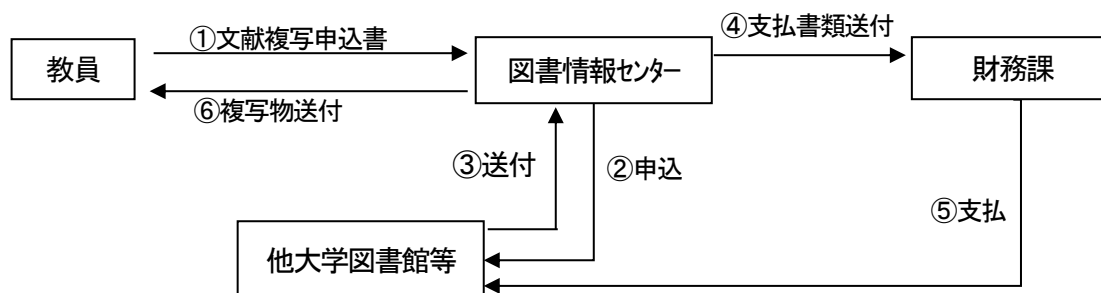 ①文献複写申込書
④支払書類送付
教員
図書情報センター
財務課
⑥複写物送付
③送付
②申込
⑤支払
他大学図書館等